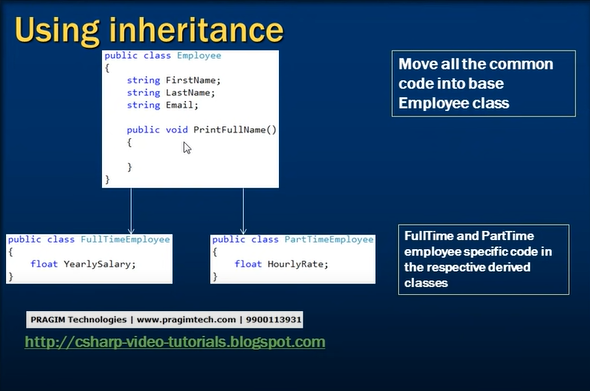 Using inheritance
public class Employee
{
string FirstName;
string LastName;
string Email;
public void PrintFullName()
{
}
}
Move all the common
code into base
Employee class
public class FullTimeEmployee
{
float YearlySalary;
}
public class PartTimeEmployee
{
float HourlyRate;
}
FullTime and PartTime
employee specific code in
the respective derived
classes
PRAGIM Technologies | www.pragimtech.com | 9900113931
http://csharp-video-tutorials.blogspot.com